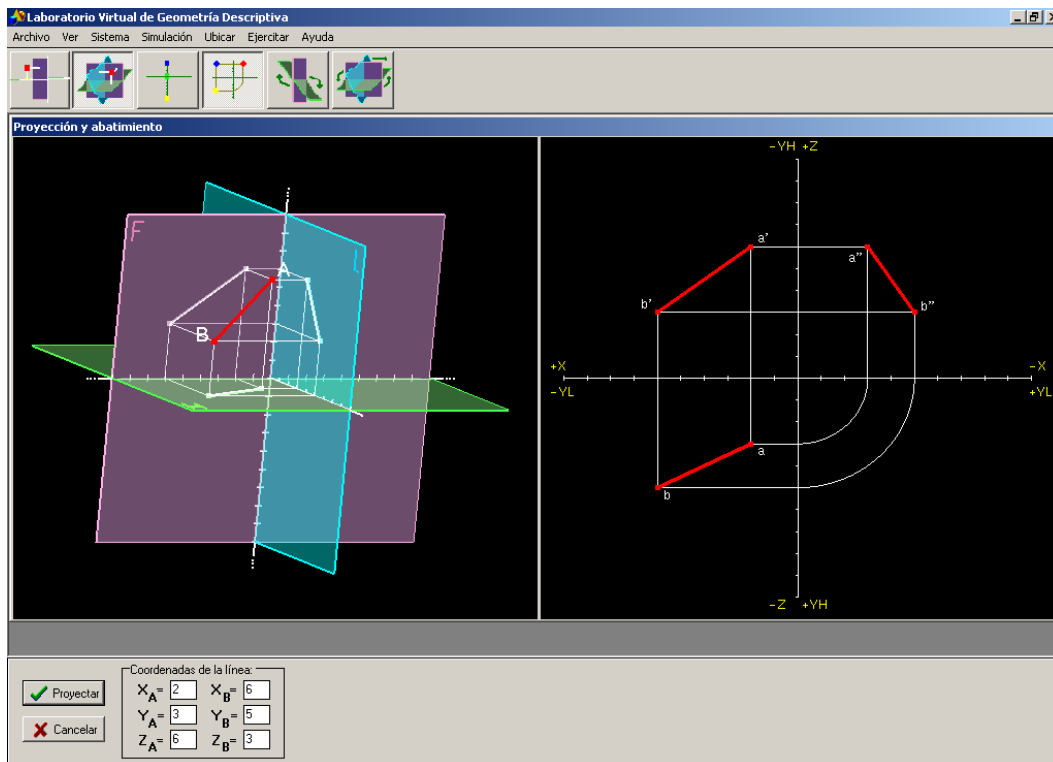 Laboratorio Virtual de Geometría Descriptiva
Archivo Ver Sistema Simulación Ubicar Ejercitar Ayuda
Proyección y abatimiento
F
A
B
-YH +Z
a' a"
b' b"
+X -X
-YL +YL
a
b
-Z +YH
Coordenadas de la línea:
Proyectar
XA= 2 XB= 6
YA= 3 YB= 5
Cancelar
ZA= 6 ZB= 3